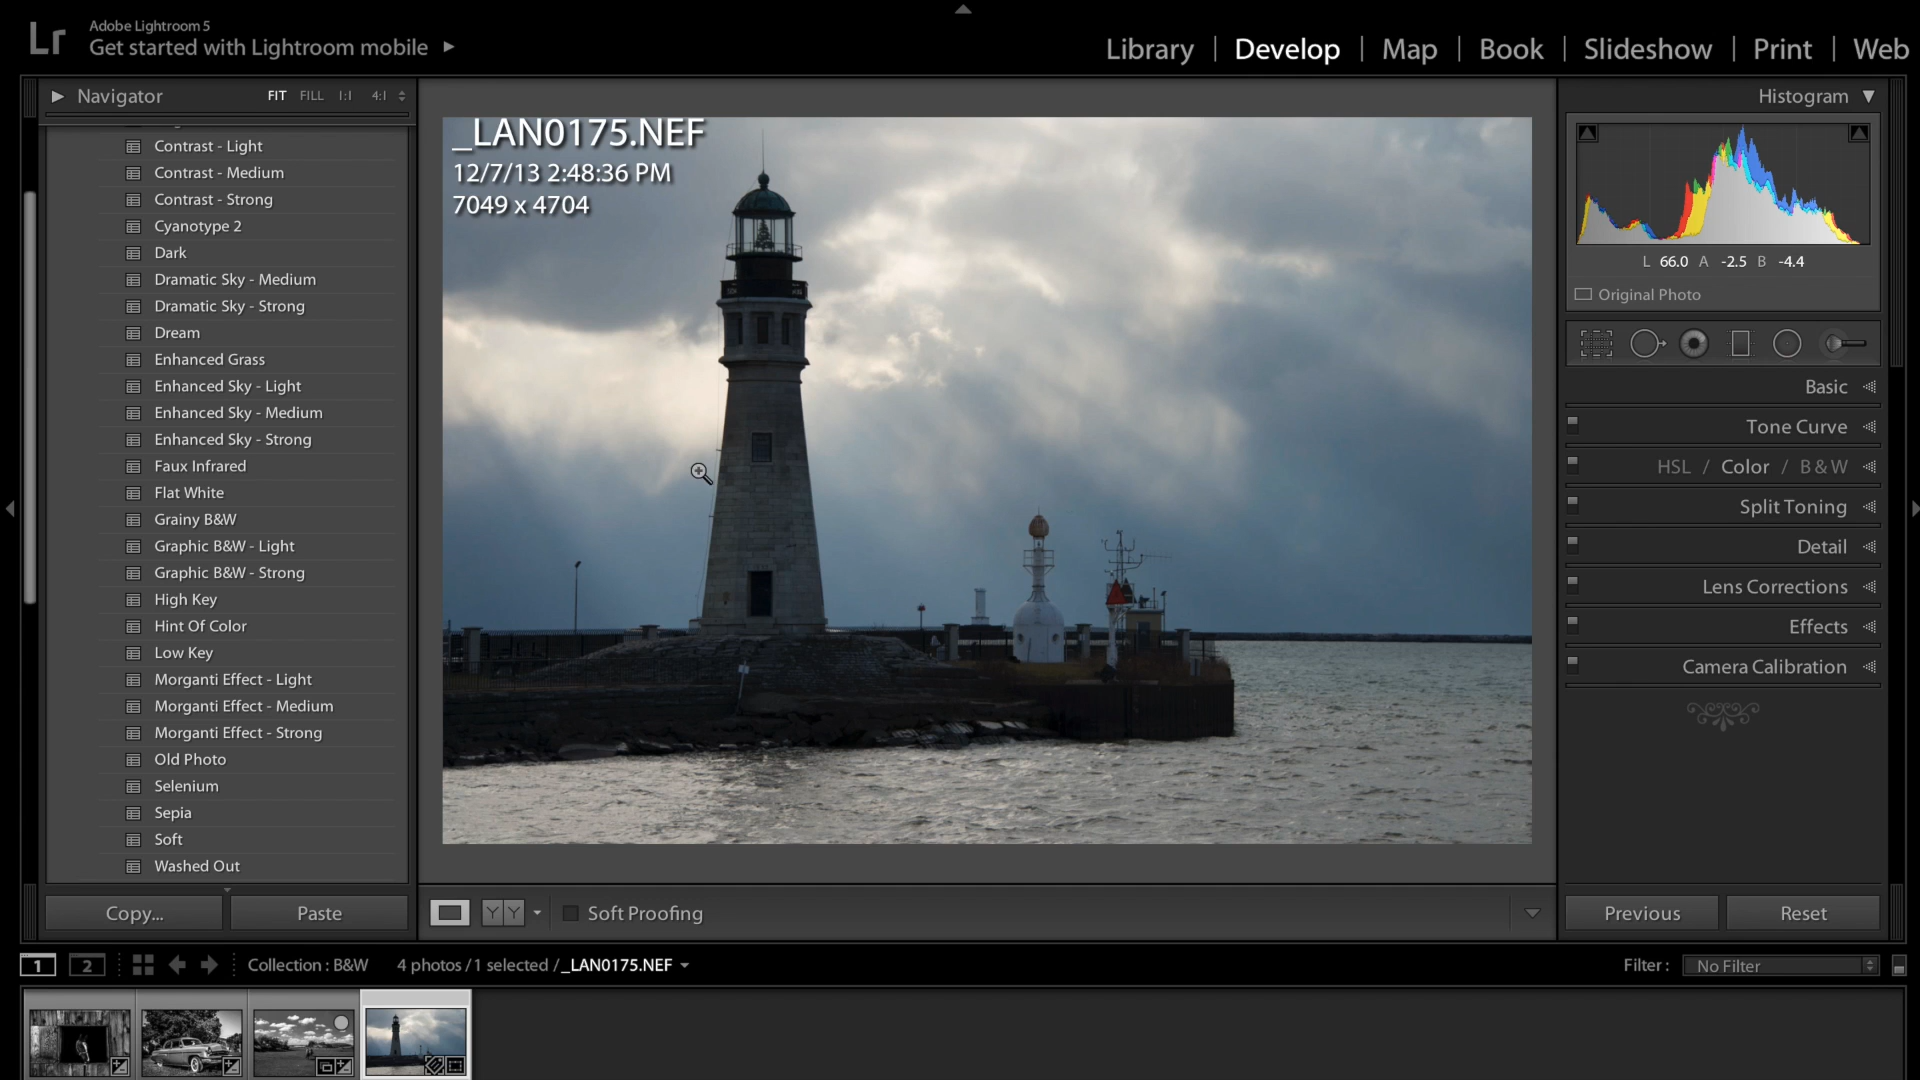 Lr
Adobe Lightroom 5
Get started with Lightroom mobile
Library | Develop | Map | Book | Slideshow | Print | Web
Navigator FIT FILL 1:1 4:1
Contrast - Light
Contrast - Medium
Contrast - Strong
Cyanotype 2
Dark
Dramatic Sky - Medium
Dramatic Sky - Strong
Dream
Enhanced Grass
Enhanced Sky - Light
Enhanced Sky - Medium
Enhanced Sky - Strong
Faux Infrared
Flat White
Grainy B&W
Graphic B&W - Light
Graphic B&W - Strong
High Key
Hint Of Color
Low Key
Morganti Effect - Light
Morganti Effect - Medium
Morganti Effect - Strong
Old Photo
Selenium
Sepia
Soft
Washed Out
Copy... Paste
_LAN0175.NEF
12/7/13 2:48:36 PM
7049 x 4704
YY Soft Proofing
Histogram
L 66.0 A -2.5 B -4.4
Original Photo
Basic
Tone Curve
HSL / Color / B & W
Split Toning
Detail
Lens Corrections
Effects
Camera Calibration
Previous Reset
1 2 Collection : B&W 4 photos / 1 selected / _LAN0175.NEF Filter : No Filter